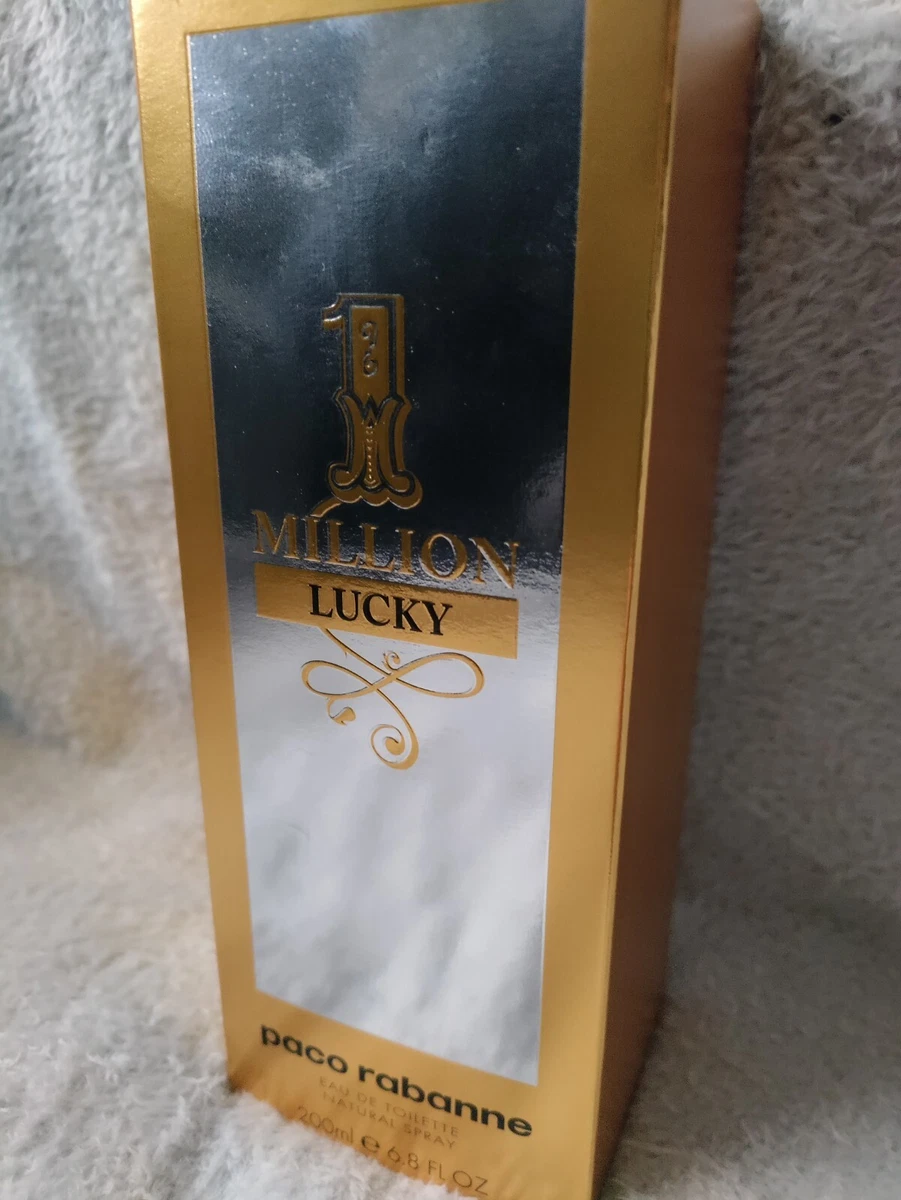 1
MILLION
LUCKY
paco rabanne
EAU DE TOILETTE
NATURAL SPRAY
200ml e 6.8 FL OZ